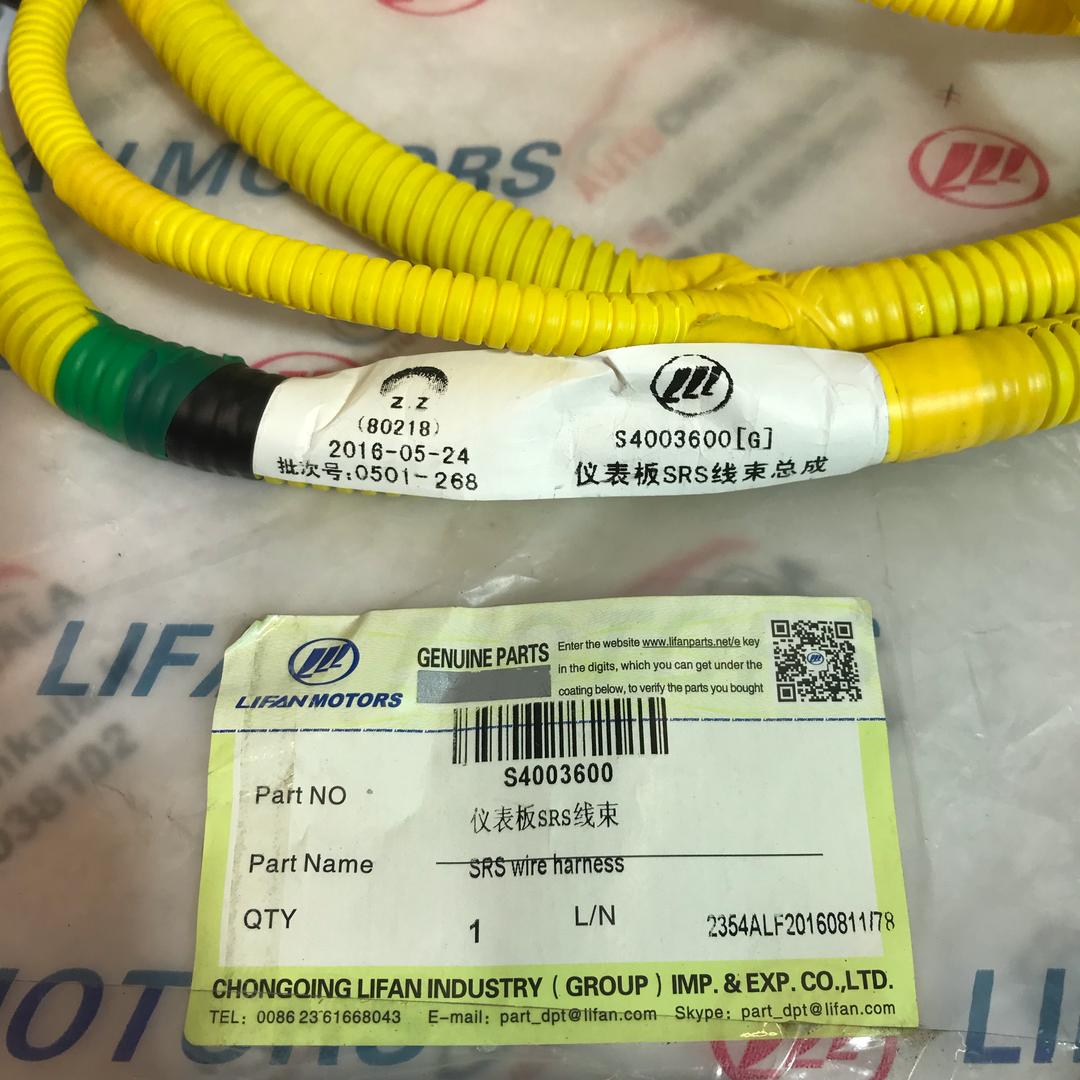 LIFAN MOTORS
Z.Z
(80218)
2016-05-24
批次号:0501-268
S4003600[G]
仪表板SRS线束总成
LIFAN MOTORS
GENUINE PARTS
Enter the website www.lifanparts.net/e key
in the digits, which you can get under the
coating below, to verify the parts you bought
S4003600
Part NO
仪表板SRS线束
Part Name
SRS wire harness
QTY
1
L/N
2354ALF20160811/78
CHONGQING LIFAN INDUSTRY ( GROUP ) IMP. & EXP. CO.,LTD.
TEL: 0086 23 61668043 E-mail: part_dpt@lifan.com Skype: part_dpt@lifan.com
MOTORS